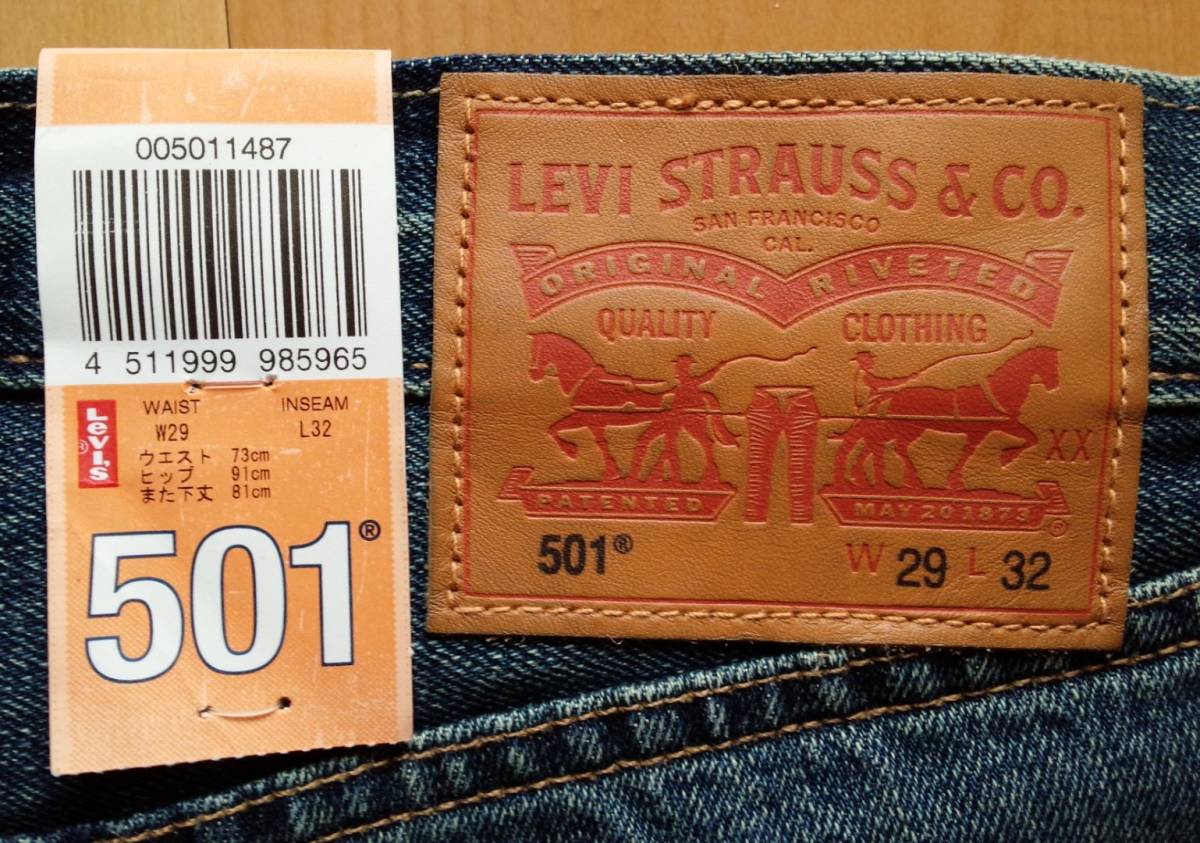 005011487
4 511999 985965
Levi's
®
WAIST INSEAM
W29 L32
ウエスト 73cm
ヒップ 91cm
また下丈 81cm
501®
LEVI STRAUSS & CO.
SAN FRANCISCO
CAL.
ORIGINAL RIVETED
QUALITY CLOTHING
XX
PATENTED MAY 20 1873
©
501® W 29 L 32